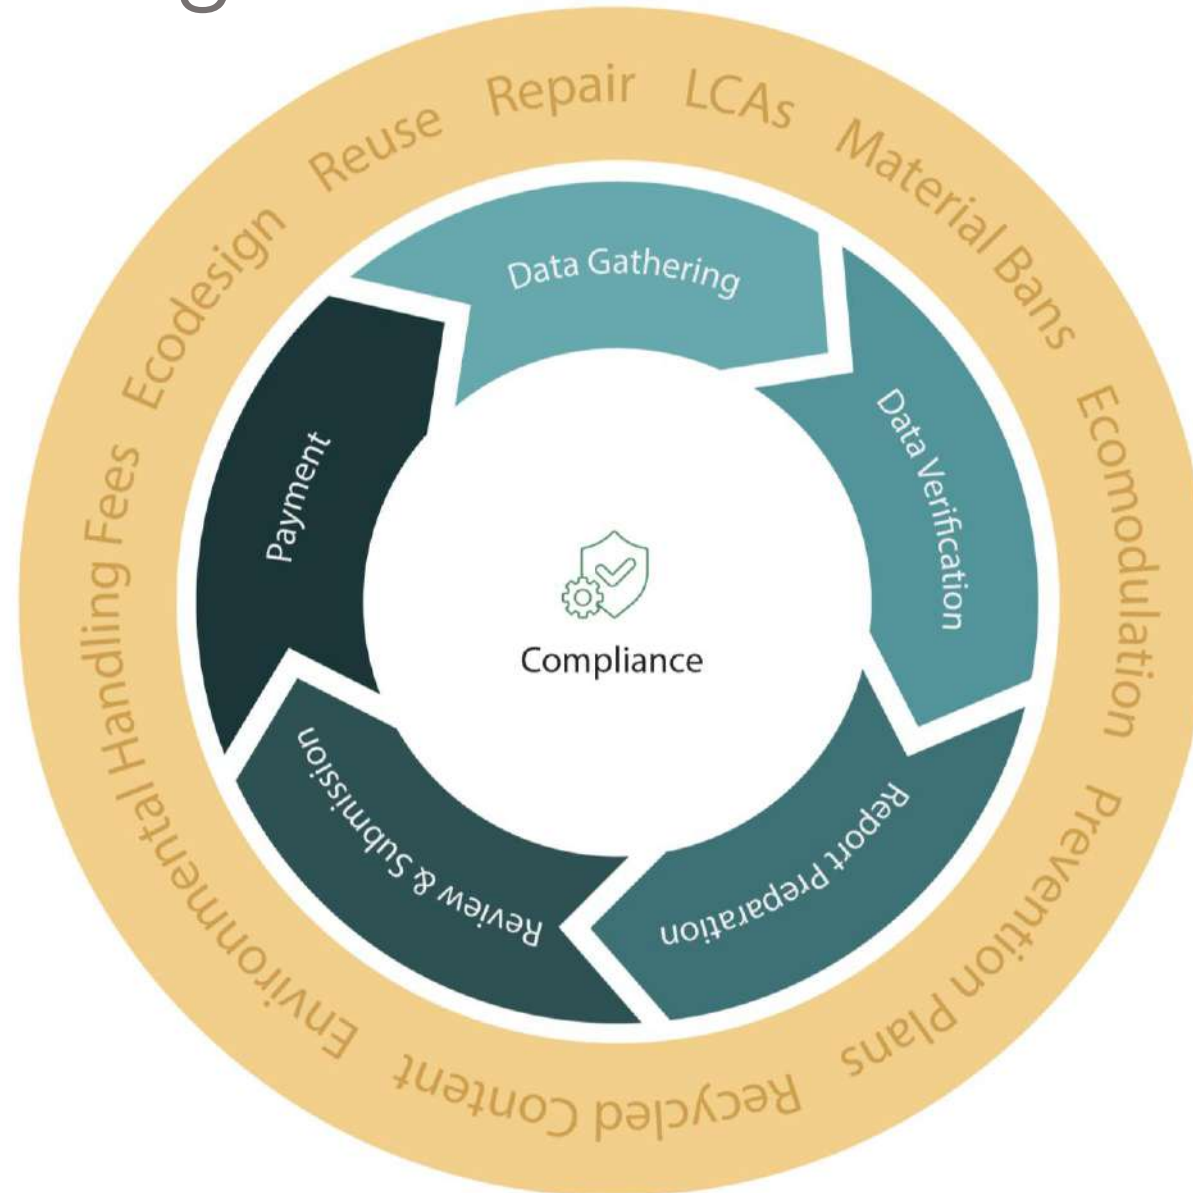 Reuse
Repair
LCAs
Material Bans
Ecomodulation
Prevention Plans
Recycled Content
Environmental Handling Fees
Ecodesign
Data Gathering
Data Verification
Report Preparation
Review & Submission
Payment
Compliance